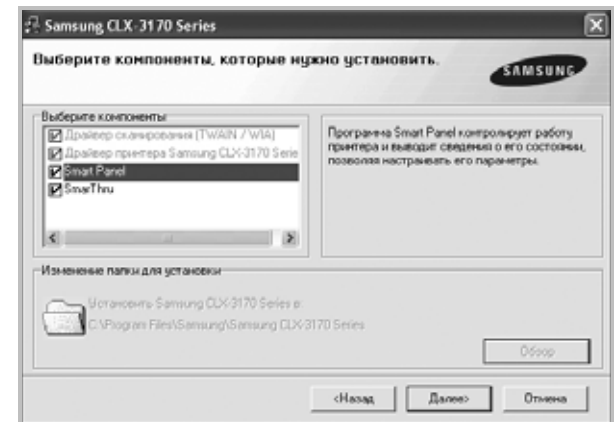 Samsung CLX-3170 Series
Выберите компоненты, которые нужно установить.
SAMSUNG
Выберите компоненты
Драйвер сканирования (TWAIN / WIA)
Драйвер принтера Samsung CLX-3170 Serie
Smart Panel
SmarThru
Программа Smart Panel контролирует работу
принтера и выводит сведения о его состоянии,
позволяя настраивать его параметры.
Изменение папки для установки
Установить Samsung CLX-3170 Series в:
C:\Program Files\Samsung\Samsung CLX-3170 Series
Обзор
<Назад
Далее>
Отмена